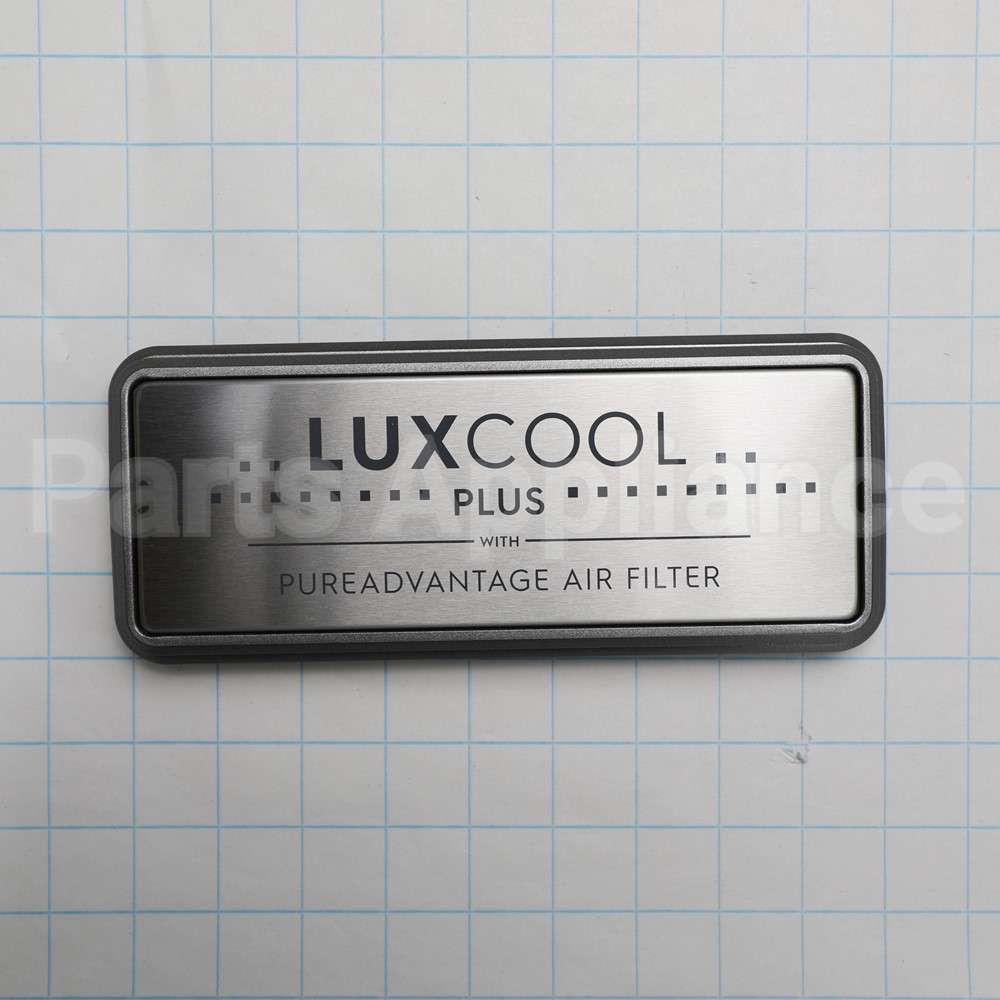 LUXCOOL
PLUS
WITH
PUREADVANTAGE AIR FILTER
Parts Appliance